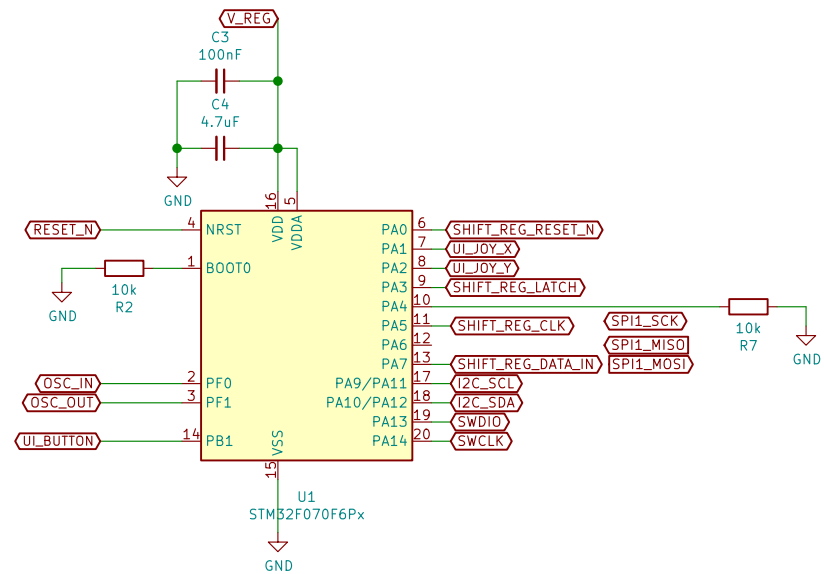 V_REG
C3
100nF
C4
4.7uF
GND
16
5
VDD
VDDA
RESET_N
4
NRST
PA0
6
SHIFT_REG_RESET_N
PA1
7
UI_JOY_X
1
BOOT0
PA2
8
UI_JOY_Y
10k
R2
GND
PA3
9
SHIFT_REG_LATCH
PA4
10
10k
R7
GND
PA5
11
SHIFT_REG_CLK
SPI1_SCK
PA6
12
SPI1_MISO
PA7
13
SHIFT_REG_DATA_IN
SPI1_MOSI
OSC_IN
2
PF0
PA9/PA11
17
I2C_SCL
OSC_OUT
3
PF1
PA10/PA12
18
I2C_SDA
PA13
19
SWDIO
UI_BUTTON
14
PB1
PA14
20
SWCLK
VSS
15
U1
STM32F070F6Px
GND